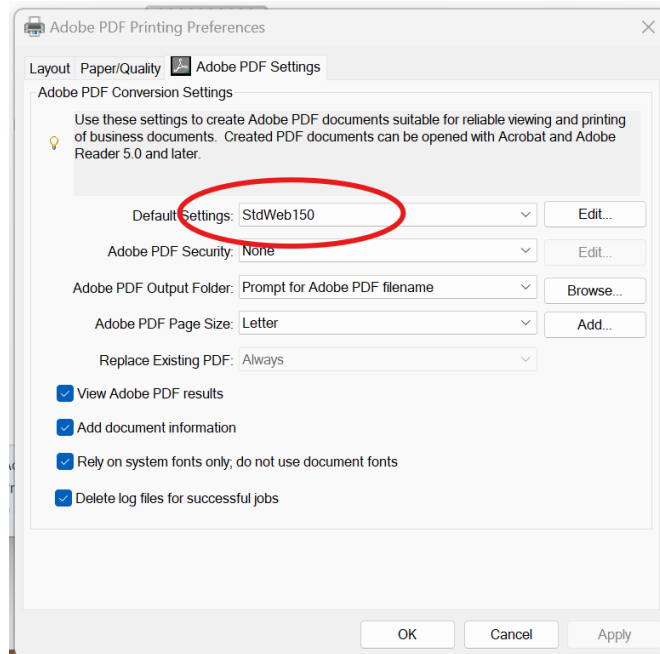 Adobe PDF Printing Preferences
Layout Paper/Quality Adobe PDF Settings
Adobe PDF Conversion Settings
Use these settings to create Adobe PDF documents suitable for reliable viewing and printing
of business documents.  Created PDF documents can be opened with Acrobat and Adobe
Reader 5.0 and later.
Default Settings: StdWeb150 Edit...
Adobe PDF Security: None Edit...
Adobe PDF Output Folder: Prompt for Adobe PDF filename Browse...
Adobe PDF Page Size: Letter Add...
Replace Existing PDF: Always
View Adobe PDF results
Add document information
Rely on system fonts only; do not use document fonts
Delete log files for successful jobs
OK Cancel Apply